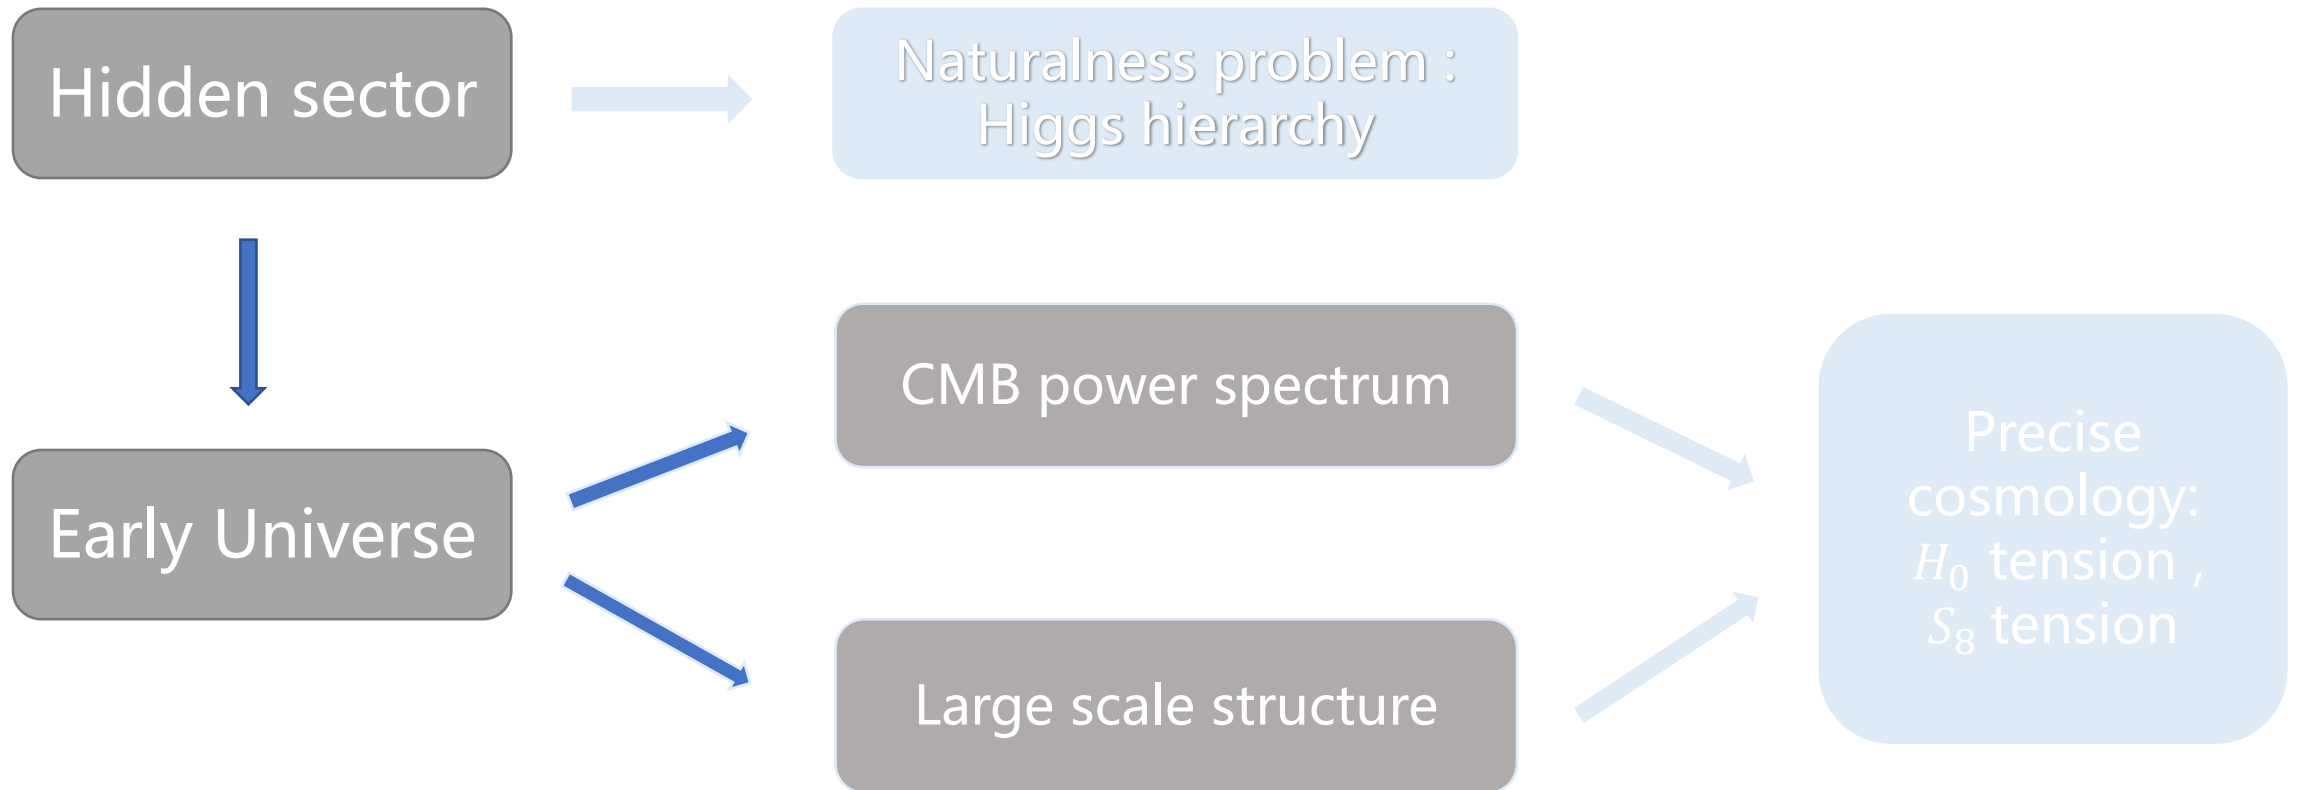 Hidden sector
Naturalness problem :
Higgs hierarchy
CMB power spectrum
Early Universe
Large scale structure
Precise
cosmology:
H₀ tension ,
S₈ tension